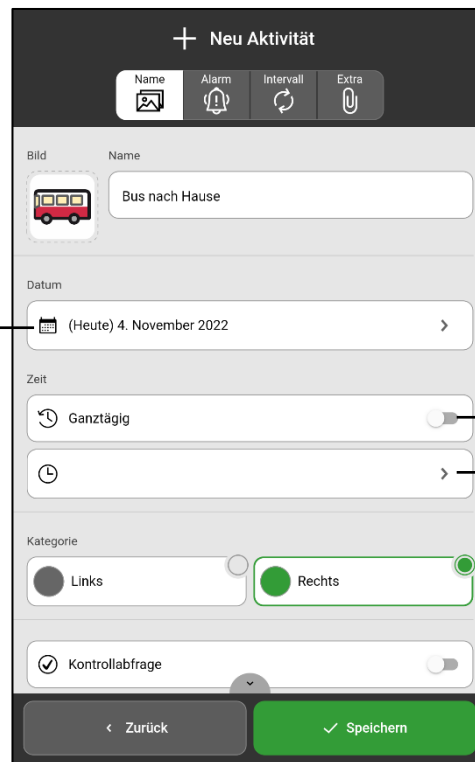 Neu Aktivität
Name Alarm Intervall Extra
Bild Name
Bus nach Hause
Datum
(Heute) 4. November 2022
Zeit
Ganztägig
Kategorie
Links Rechts
Kontrollabfrage
Zurück Speichern